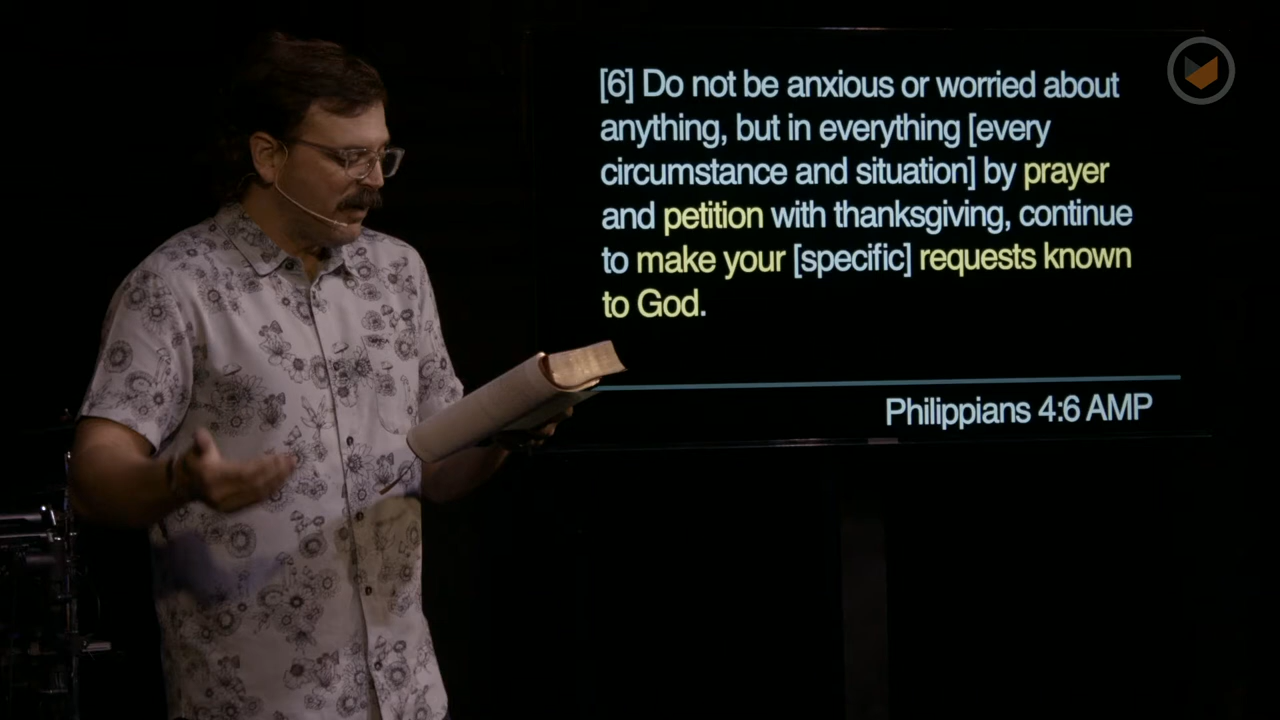 [6] Do not be anxious or worried about
anything, but in everything [every
circumstance and situation] by prayer
and petition with thanksgiving, continue
to make your [specific] requests known
to God.
Philippians 4:6 AMP